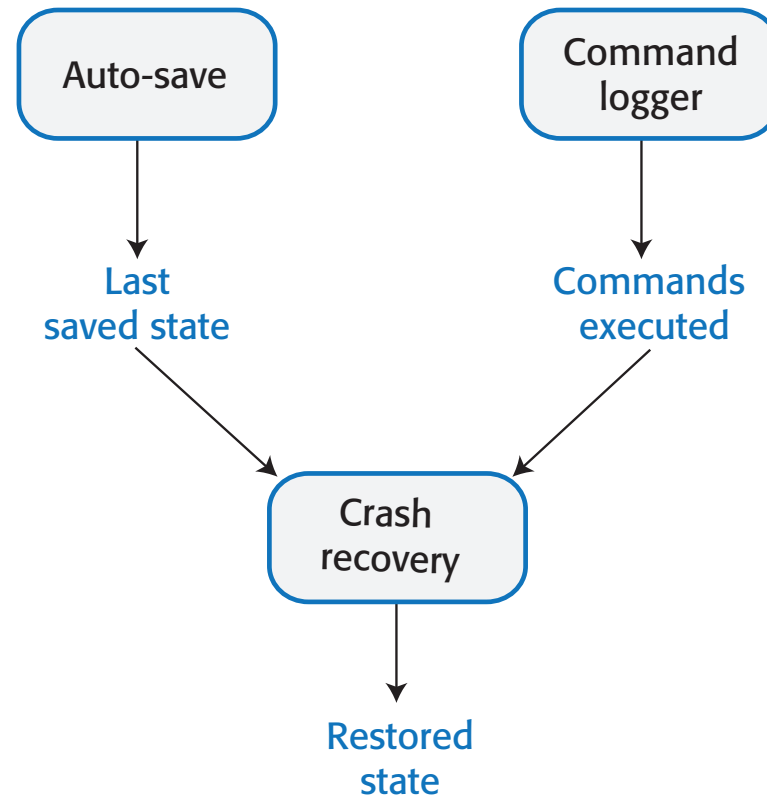 Auto-save
Command
logger
Last
saved state
Commands
executed
Crash
recovery
Restored
state